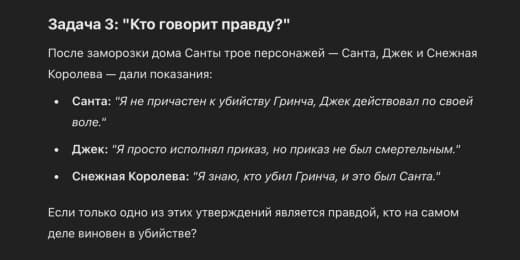 Задача 3: "Кто говорит правду?"
После заморозки дома Санты трое персонажей — Санта, Джек и Снежная
Королева — дали показания:
• Санта: "Я не причастен к убийству Гринча, Джек действовал по своей
воле."
• Джек: "Я просто исполнял приказ, но приказ не был смертельным."
• Снежная Королева: "Я знаю, кто убил Гринча, и это был Санта."
Если только одно из этих утверждений является правдой, кто на самом
деле виновен в убийстве?